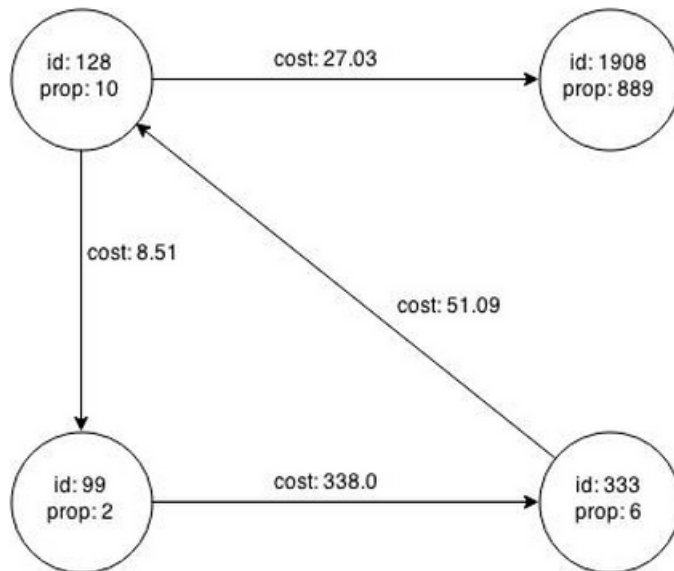 id: 128
prop: 10
cost: 27.03
id: 1908
prop: 889
cost: 8.51
cost: 51.09
id: 99
prop: 2
cost: 338.0
id: 333
prop: 6